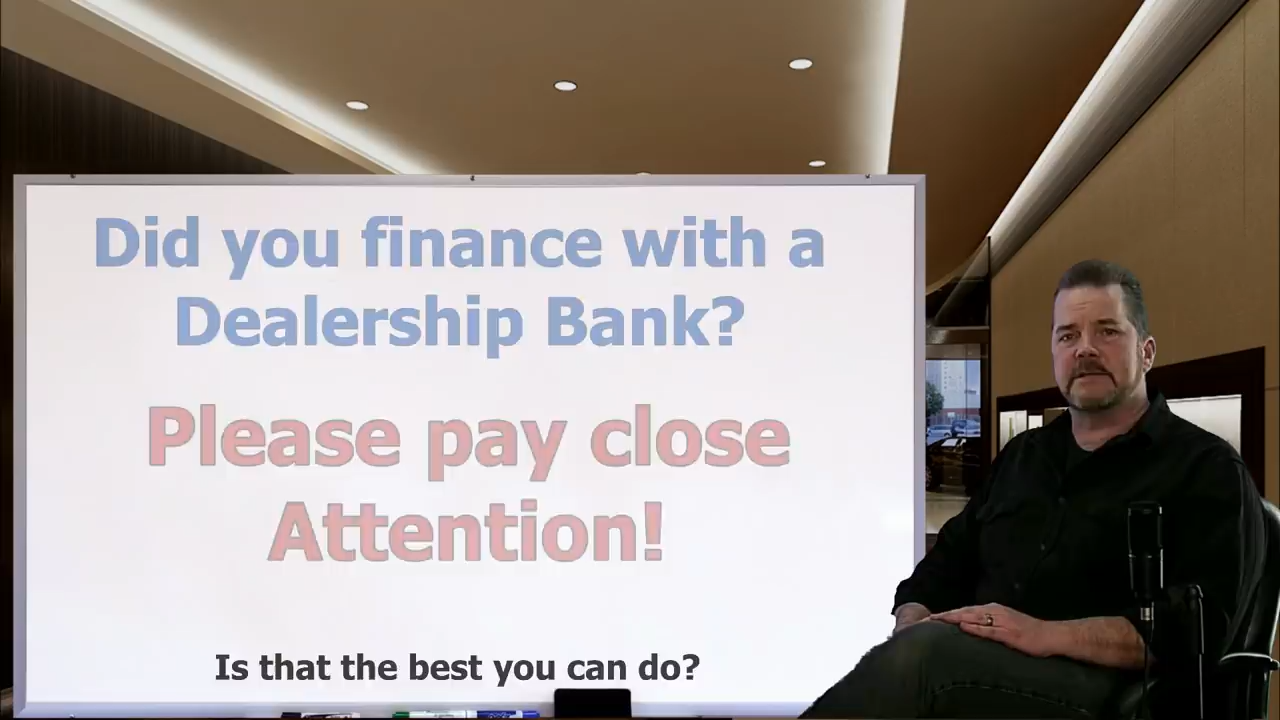 Did you finance with a
Dealership Bank?
Please pay close
Attention!
Is that the best you can do?